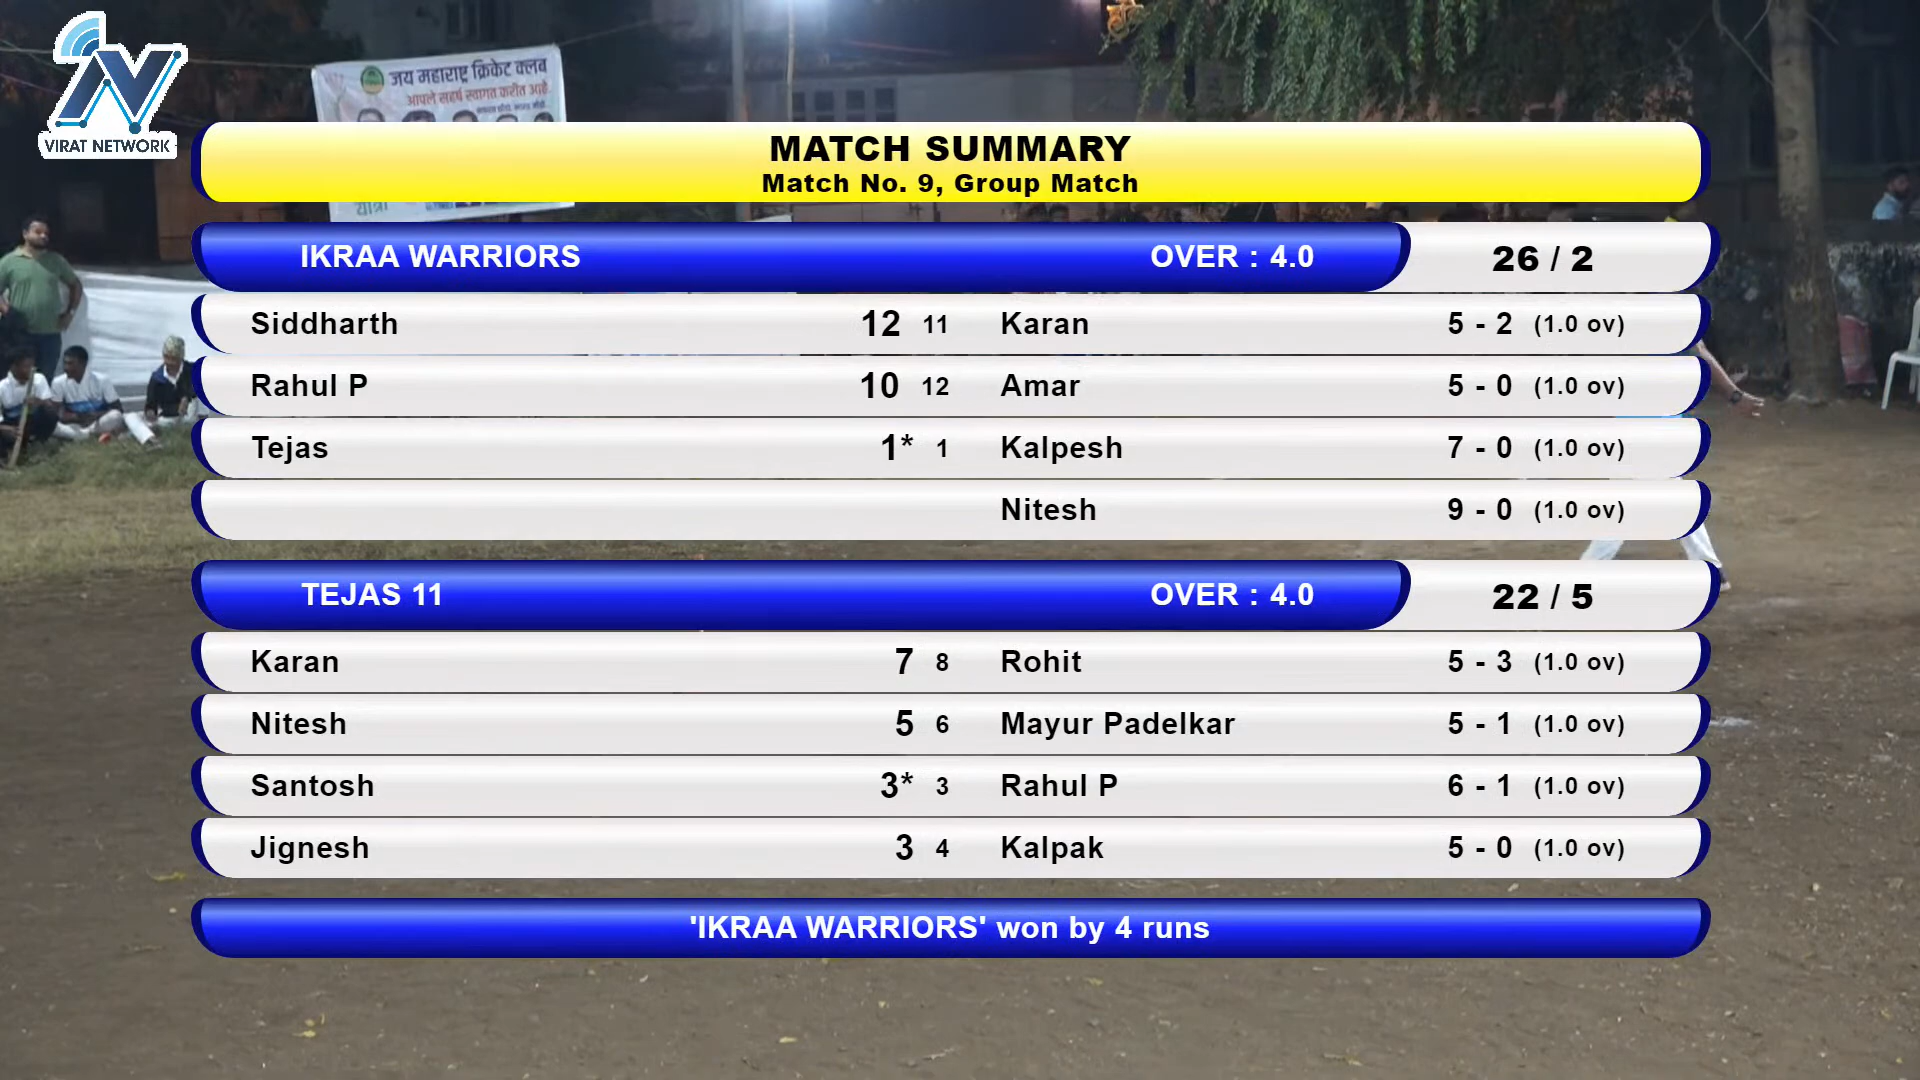 VIRAT NETWORK
जय महाराष्ट्र क्रिकेट क्लब
आपले सहर्ष स्वागत करीत आहे.
यात्रा
MATCH SUMMARY
Match No. 9, Group Match
IKRAA WARRIORS OVER : 4.0 26 / 2
Siddharth 12 11 Karan 5 - 2 (1.0 ov)
Rahul P 10 12 Amar 5 - 0 (1.0 ov)
Tejas 1* 1 Kalpesh 7 - 0 (1.0 ov)
Nitesh 9 - 0 (1.0 ov)
TEJAS 11 OVER : 4.0 22 / 5
Karan 7 8 Rohit 5 - 3 (1.0 ov)
Nitesh 5 6 Mayur Padelkar 5 - 1 (1.0 ov)
Santosh 3* 3 Rahul P 6 - 1 (1.0 ov)
Jignesh 3 4 Kalpak 5 - 0 (1.0 ov)
'IKRAA WARRIORS' won by 4 runs